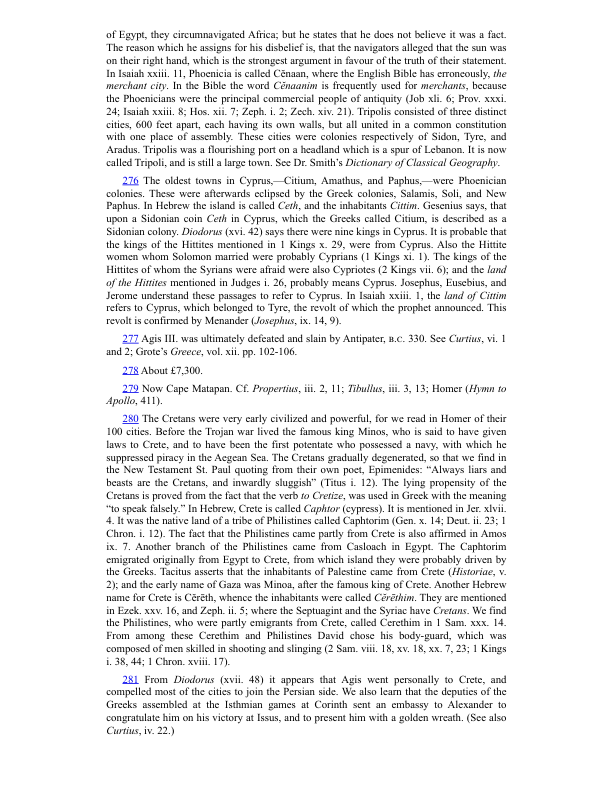 of Egypt, they circumnavigated Africa; but he states that he does not believe it was a fact.
The reason which he assigns for his disbelief is, that the navigators alleged that the sun was
on their right hand, which is the strongest argument in favour of the truth of their statement.
In Isaiah xxiii. 11, Phoenicia is called Cĕnaan, where the English Bible has erroneously, the
merchant city. In the Bible the word Cĕnaanim is frequently used for merchants, because
the Phoenicians were the principal commercial people of antiquity (Job xli. 6; Prov. xxxi.
24; Isaiah xxiii. 8; Hos. xii. 7; Zeph. i. 2; Zech. xiv. 21). Tripolis consisted of three distinct
cities, 600 feet apart, each having its own walls, but all united in a common constitution
with one place of assembly. These cities were colonies respectively of Sidon, Tyre, and
Aradus. Tripolis was a flourishing port on a headland which is a spur of Lebanon. It is now
called Tripoli, and is still a large town. See Dr. Smith's Dictionary of Classical Geography.
276 The oldest towns in Cyprus,—Citium, Amathus, and Paphus,—were Phoenician
colonies. These were afterwards eclipsed by the Greek colonies, Salamis, Soli, and New
Paphus. In Hebrew the island is called Ceth, and the inhabitants Cittim. Gesenius says, that
upon a Sidonian coin Ceth in Cyprus, which the Greeks called Citium, is described as a
Sidonian colony. Diodorus (xvi. 42) says there were nine kings in Cyprus. It is probable that
the kings of the Hittites mentioned in 1 Kings x. 29, were from Cyprus. Also the Hittite
women whom Solomon married were probably Cyprians (1 Kings xi. 1). The kings of the
Hittites of whom the Syrians were afraid were also Cypriotes (2 Kings vii. 6); and the land
of the Hittites mentioned in Judges i. 26, probably means Cyprus. Josephus, Eusebius, and
Jerome understand these passages to refer to Cyprus. In Isaiah xxiii. 1, the land of Cittim
refers to Cyprus, which belonged to Tyre, the revolt of which the prophet announced. This
revolt is confirmed by Menander (Josephus, ix. 14, 9).
277 Agis III. was ultimately defeated and slain by Antipater, B.C. 330. See Curtius, vi. 1
and 2; Grote's Greece, vol. xii. pp. 102-106.
278 About £7,300.
279 Now Cape Matapan. Cf. Propertius, iii. 2, 11; Tibullus, iii. 3, 13; Homer (Hymn to
Apollo, 411).
280 The Cretans were very early civilized and powerful, for we read in Homer of their
100 cities. Before the Trojan war lived the famous king Minos, who is said to have given
laws to Crete, and to have been the first potentate who possessed a navy, with which he
suppressed piracy in the Aegean Sea. The Cretans gradually degenerated, so that we find in
the New Testament St. Paul quoting from their own poet, Epimenides: “Always liars and
beasts are the Cretans, and inwardly sluggish” (Titus i. 12). The lying propensity of the
Cretans is proved from the fact that the verb to Cretize, was used in Greek with the meaning
“to speak falsely.” In Hebrew, Crete is called Caphtor (cypress). It is mentioned in Jer. xlvii.
4. It was the native land of a tribe of Philistines called Caphtorim (Gen. x. 14; Deut. ii. 23; 1
Chron. i. 12). The fact that the Philistines came partly from Crete is also affirmed in Amos
ix. 7. Another branch of the Philistines came from Casloach in Egypt. The Caphtorim
emigrated originally from Egypt to Crete, from which island they were probably driven by
the Greeks. Tacitus asserts that the inhabitants of Palestine came from Crete (Historiae, v.
2); and the early name of Gaza was Minoa, after the famous king of Crete. Another Hebrew
name for Crete is Cĕrēth, whence the inhabitants were called Cĕrēthim. They are mentioned
in Ezek. xxv. 16, and Zeph. ii. 5; where the Septuagint and the Syriac have Cretans. We find
the Philistines, who were partly emigrants from Crete, called Cerethim in 1 Sam. xxx. 14.
From among these Cerethim and Philistines David chose his body-guard, which was
composed of men skilled in shooting and slinging (2 Sam. viii. 18, xv. 18, xx. 7, 23; 1 Kings
i. 38, 44; 1 Chron. xviii. 17).
281 From Diodorus (xvii. 48) it appears that Agis went personally to Crete, and
compelled most of the cities to join the Persian side. We also learn that the deputies of the
Greeks assembled at the Isthmian games at Corinth sent an embassy to Alexander to
congratulate him on his victory at Issus, and to present him with a golden wreath. (See also
Curtius, iv. 22.)